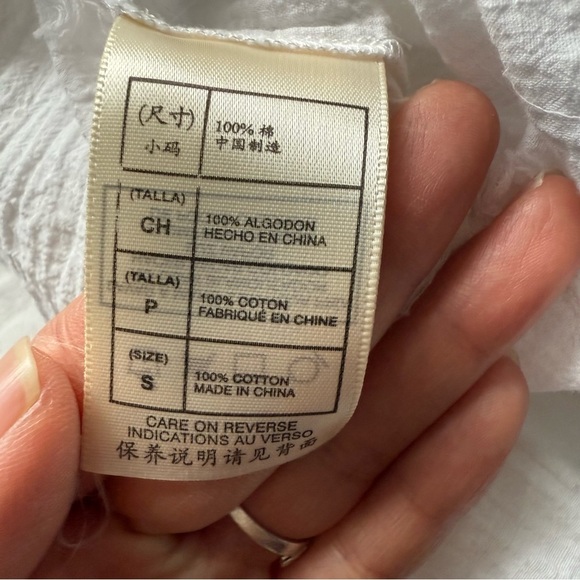 (尺寸)
小码
100% 棉
中国制造
(TALLA)
CH
100% ALGODON
HECHO EN CHINA
(TALLA)
P
100% COTON
FABRIQUÉ EN CHINE
(SIZE)
S
100% COTTON
MADE IN CHINA
CARE ON REVERSE
INDICATIONS AU VERSO
保养说明请见背面